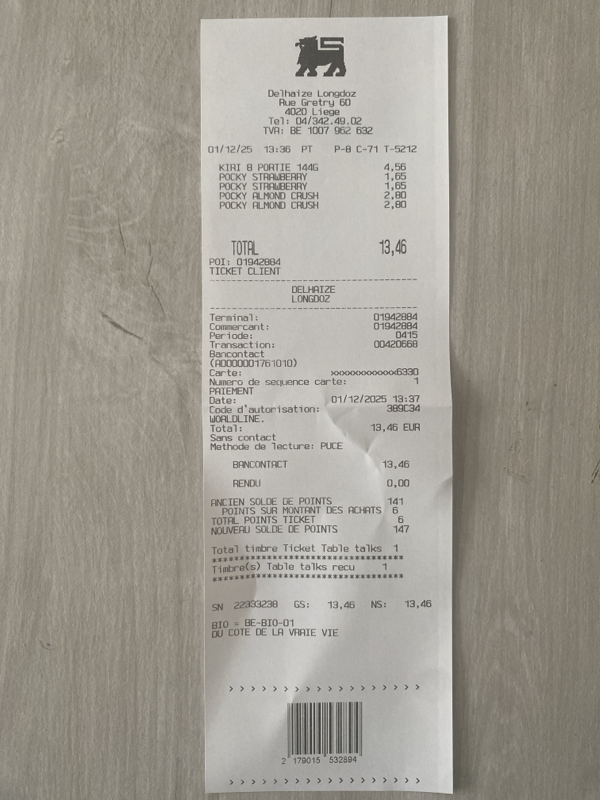 Delhaize Longdoz
Rue Gretry 60
4020 Liege
Tel: 04/342.49.02
TVA: BE 1007 962 632
01/12/25 13:36 PT P-8 C-71 T-5212
KIRI 8 PORTIE 144G 4,56
POCKY STRAWBERRY 1,65
POCKY STRAWBERRY 1,65
POCKY ALMOND CRUSH 2,80
POCKY ALMOND CRUSH 2,80
TOTAL 13,46
POI: 01942884
TICKET CLIENT
DELHAIZE
LONGDOZ
Terminal: 01942884
Commercant: 01942884
Periode: 0415
Transaction: 00420668
Bancontact
(A0000001761010)
Carte: xxxxxxxxxxxx6330
Numero de sequence carte: 1
PAIEMENT
Date: 01/12/2025 13:37
Code d'autorisation: 389C34
WORLDLINE.
Total: 13,46 EUR
Sans contact
Methode de lecture: PUCE
BANCONTACT 13,46
RENDU 0,00
ANCIEN SOLDE DE POINTS 141
POINTS SUR MONTANT DES ACHATS 6
TOTAL POINTS TICKET 6
NOUVEAU SOLDE DE POINTS 147
Total timbre Ticket Table talks 1
***********************************
Timbre(s) Table talks recu 1
***********************************
SN 22333238 GS: 13,46 NS: 13,46
BIO = BE-BIO-01
DU COTE DE LA VRAIE VIE
> > > > > > > > > > > > > > > >
2 179015 532894
> > > > > > > > > > > > > > > >